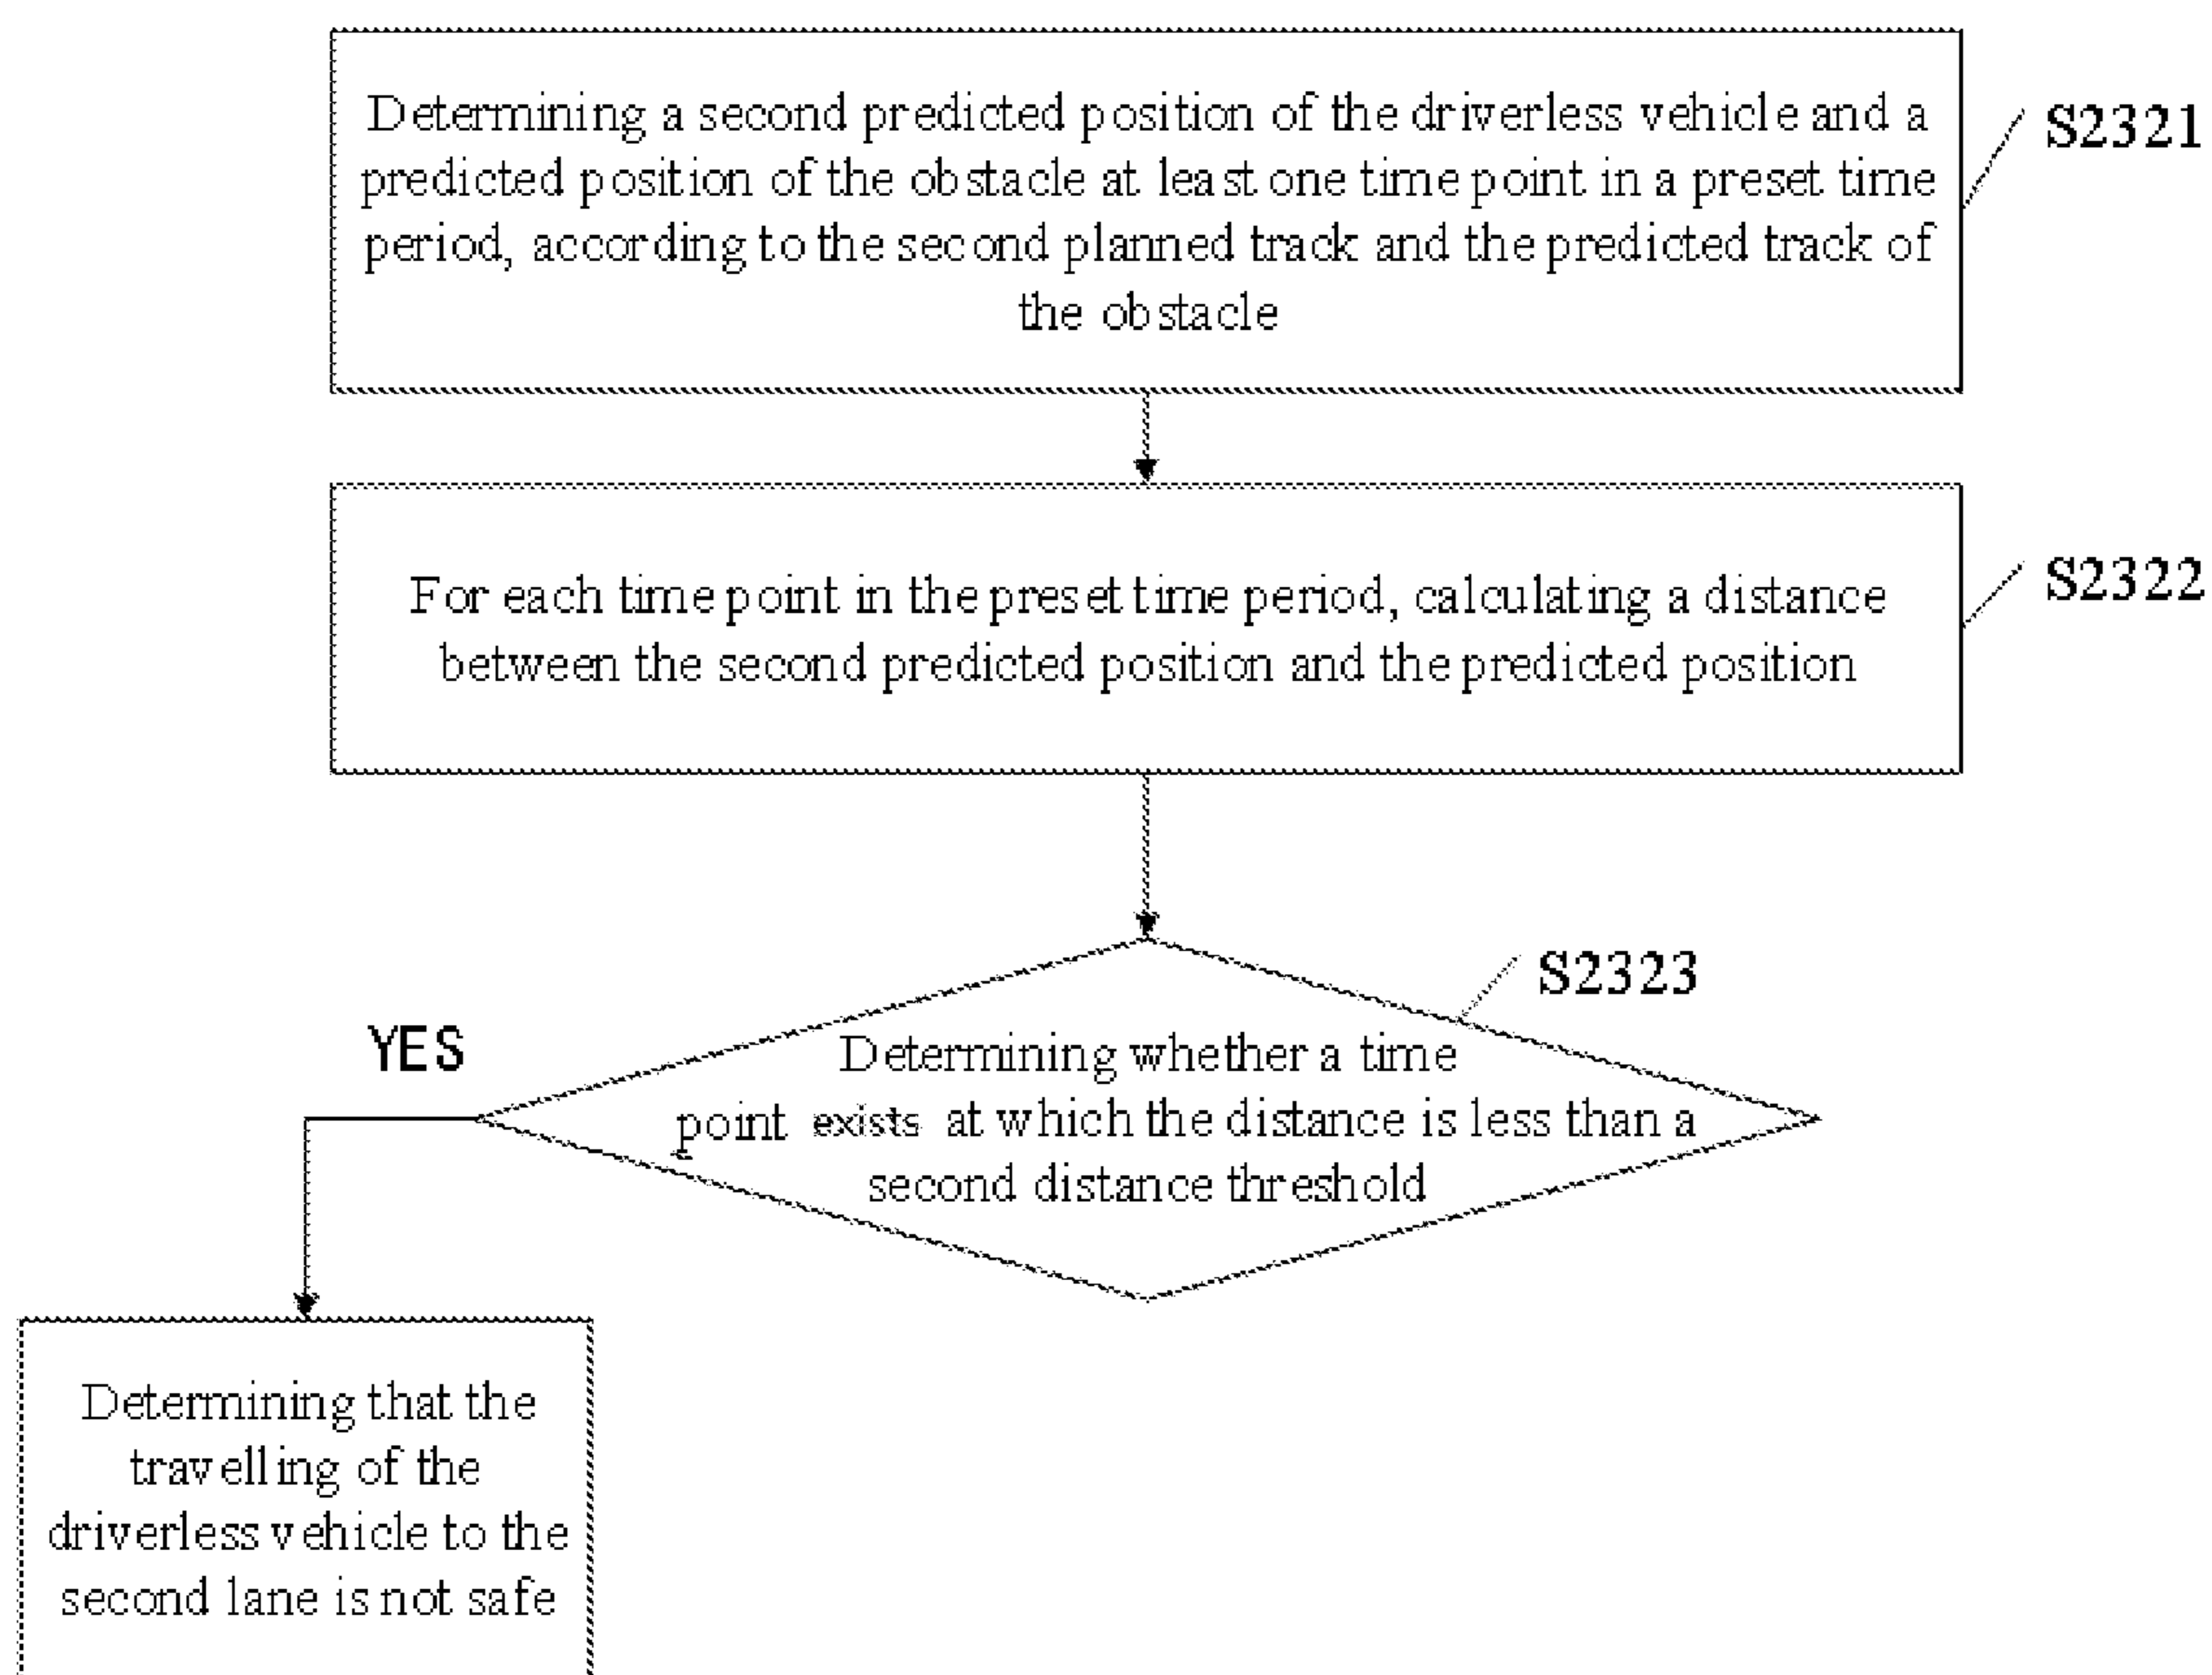 Determining a second predicted position of the driverless vehicle and a
predicted position of the obstacle at least one time point in a preset time
period, according to the second planned track and the predicted track of
the obstacle
S2321
For each time point in the preset time period, calculating a distance
between the second predicted position and the predicted position
S2322
S2323
YES
Determining whether a time
point exists at which the distance is less than a
second distance threshold
Determining that the
travelling of the
driverless vehicle to the
second lane is not safe